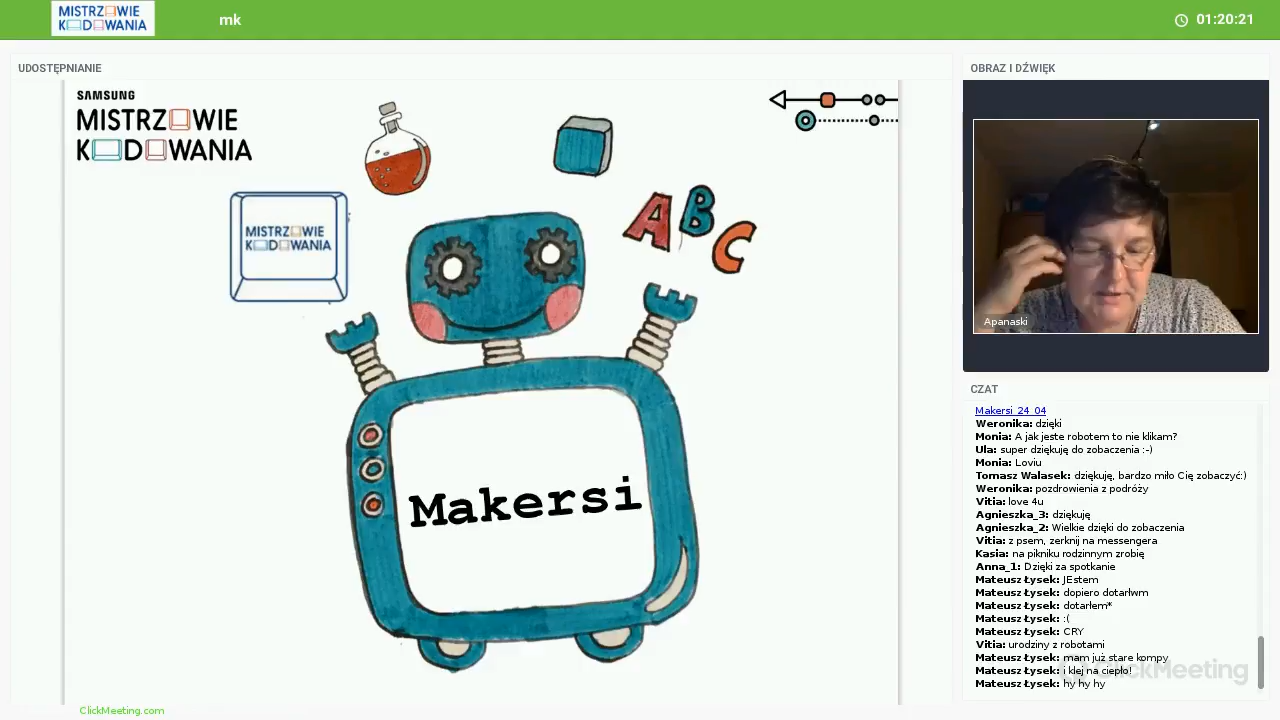 MISTRZOWIE
KODOWANIA
mk
01:20:21
UDOSTĘPNIANIE
OBRAZ I DŹWIĘK
SAMSUNG
MISTRZOWIE
KODOWANIA
MISTRZOWIE
KODOWANIA
A B C
Makersi
Apanaski
CZAT
Makersi_24_04
Weronika: dzięki
Monia: A jak jeste robotem to nie klikam?
Ula: super dziękuję do zobaczenia :-)
Monia: Loviu
Tomasz Walasek: dziękuję, bardzo miło Cię zobaczyć:)
Weronika: pozdrowienia z podróży
Vitia: love 4u
Agnieszka_3: dziękuję
Agnieszka_2: Wielkie dzięki do zobaczenia
Vitia: z psem, zerknij na messengera
Kasia: na pikniku rodzinnym zrobię
Anna_1: Dzięki za spotkanie
Mateusz Łysek: JEstem
Mateusz Łysek: dopiero dotarłwm
Mateusz Łysek: dotarłem*
Mateusz Łysek: :(
Mateusz Łysek: CRY
Vitia: urodziny z robotami
Mateusz Łysek: mam już stare kompy
Mateusz Łysek: i klej na ciepło!
Mateusz Łysek: hy hy hy
ClickMeeting
ClickMeeting.com